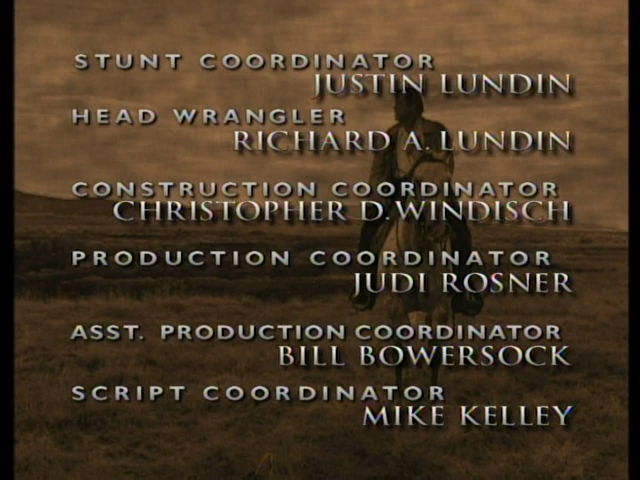 STUNT COORDINATOR
JUSTIN LUNDIN
HEAD WRANGLER
RICHARD A. LUNDIN
CONSTRUCTION COORDINATOR
CHRISTOPHER D. WINDISCH
PRODUCTION COORDINATOR
JUDI ROSNER
ASST. PRODUCTION COORDINATOR
BILL BOWERSOCK
SCRIPT COORDINATOR
MIKE KELLEY